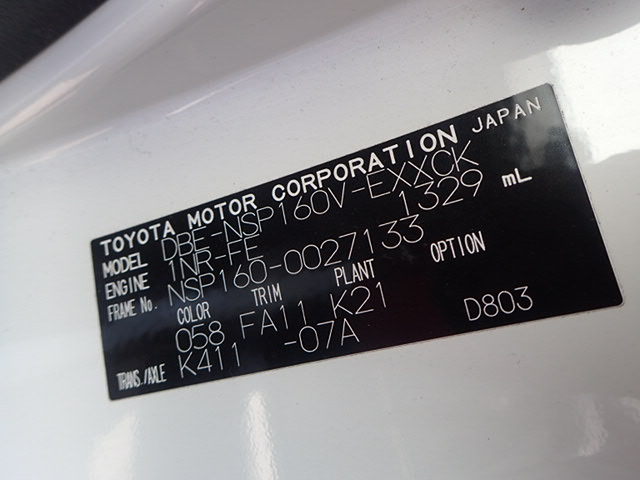 TOYOTA MOTOR CORPORATION JAPAN
MODEL DBE-NSP160V-EXXCK
ENGINE 1NR-FE 1329 mL
FRAME No. NSP160-0027133
COLOR TRIM PLANT OPTION
058 FA11 K21
TRANS./AXLE K411 -07A D803